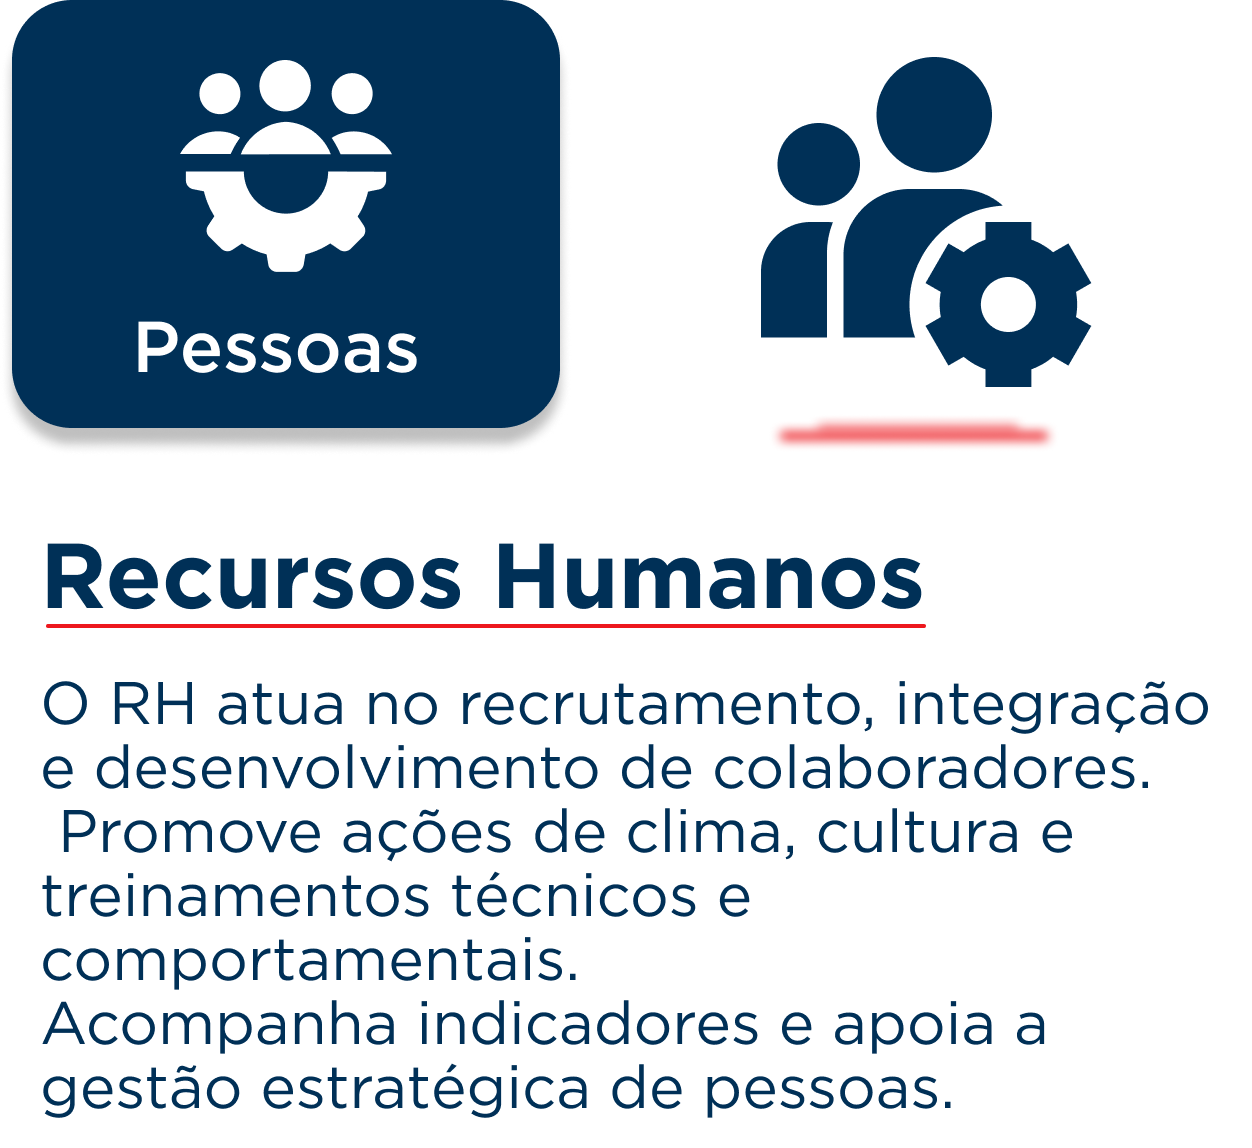 Pessoas
Recursos Humanos
O RH atua no recrutamento, integração
e desenvolvimento de colaboradores.
Promove ações de clima, cultura e
treinamentos técnicos e
comportamentais.
Acompanha indicadores e apoia a
gestão estratégica de pessoas.